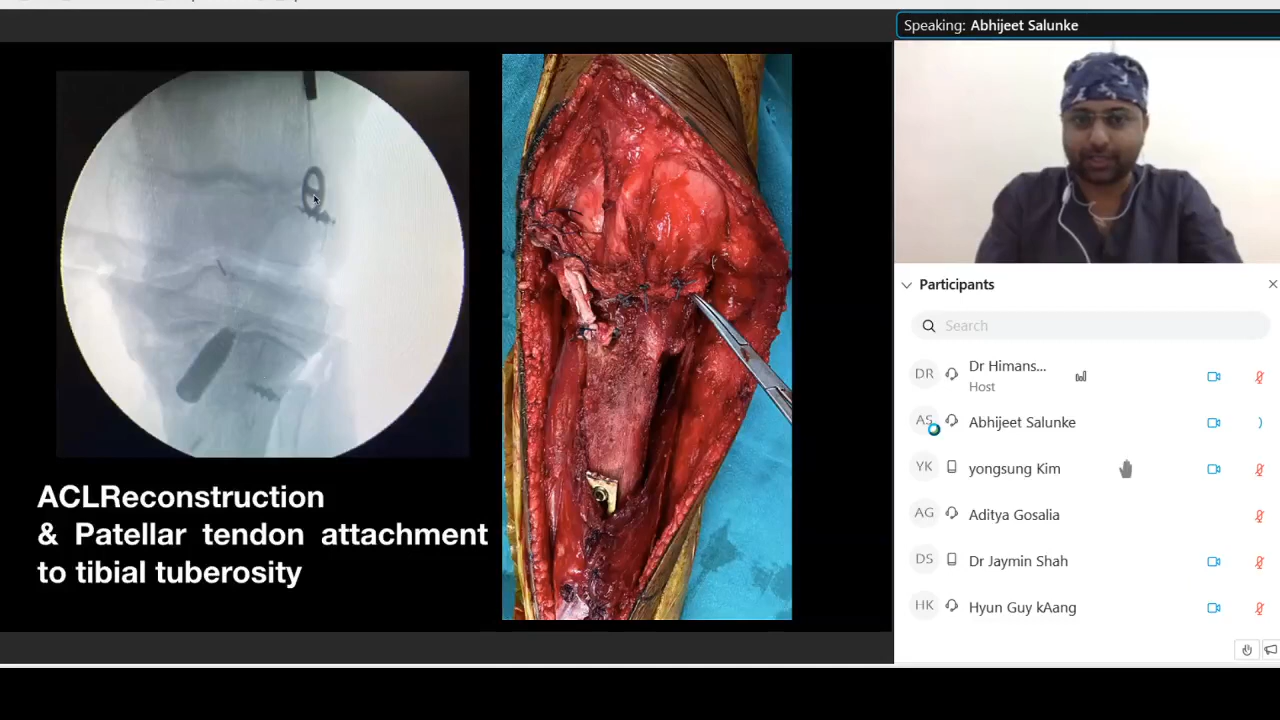 Speaking: Abhijeet Salunke
ACLReconstruction
& Patellar tendon attachment
to tibial tuberosity
Participants
Search
DR
Dr Himans...
Host
AS
Abhijeet Salunke
YK
yongsung Kim
AG
Aditya Gosalia
DS
Dr Jaymin Shah
HK
Hyun Guy kAang